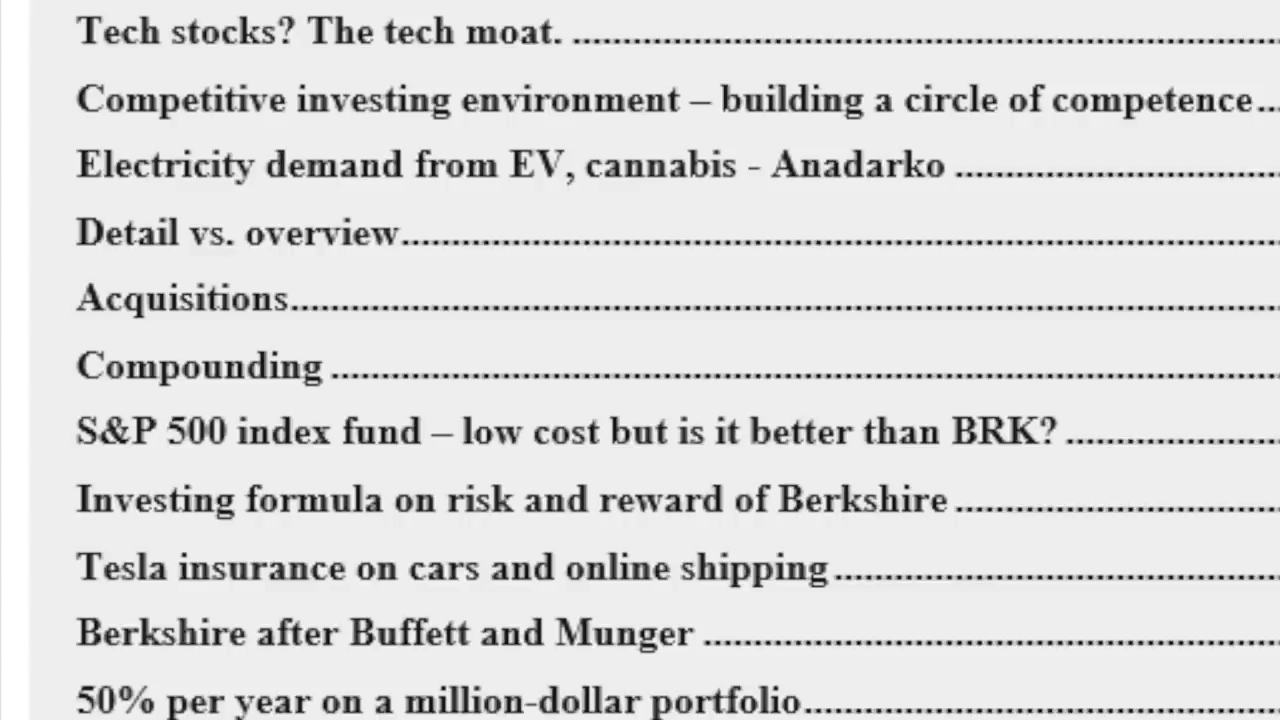 Tech stocks? The tech moat. ........................................................................
Competitive investing environment – building a circle of competence...
Electricity demand from EV, cannabis - Anadarko .................................
Detail vs. overview.........................................................................................
Acquisitions....................................................................................................
Compounding ................................................................................................
S&P 500 index fund – low cost but is it better than BRK? ......................
Investing formula on risk and reward of Berkshire .................................
Tesla insurance on cars and online shipping.............................................
Berkshire after Buffett and Munger ..........................................................
50% per year on a million-dollar portfolio................................................